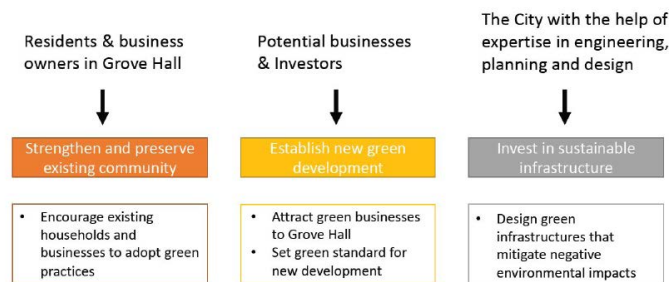 Residents & business
owners in Grove Hall
Potential businesses
& Investors
The City with the help of
expertise in engineering,
planning and design
Strengthen and preserve
existing community
Establish new green
development
Invest in sustainable
infrastructure
• Encourage existing
households and
businesses to adopt green
practices
• Attract green businesses
to Grove Hall
• Set green standard for
new development
• Design green
infrastructures that
mitigate negative
environmental impacts